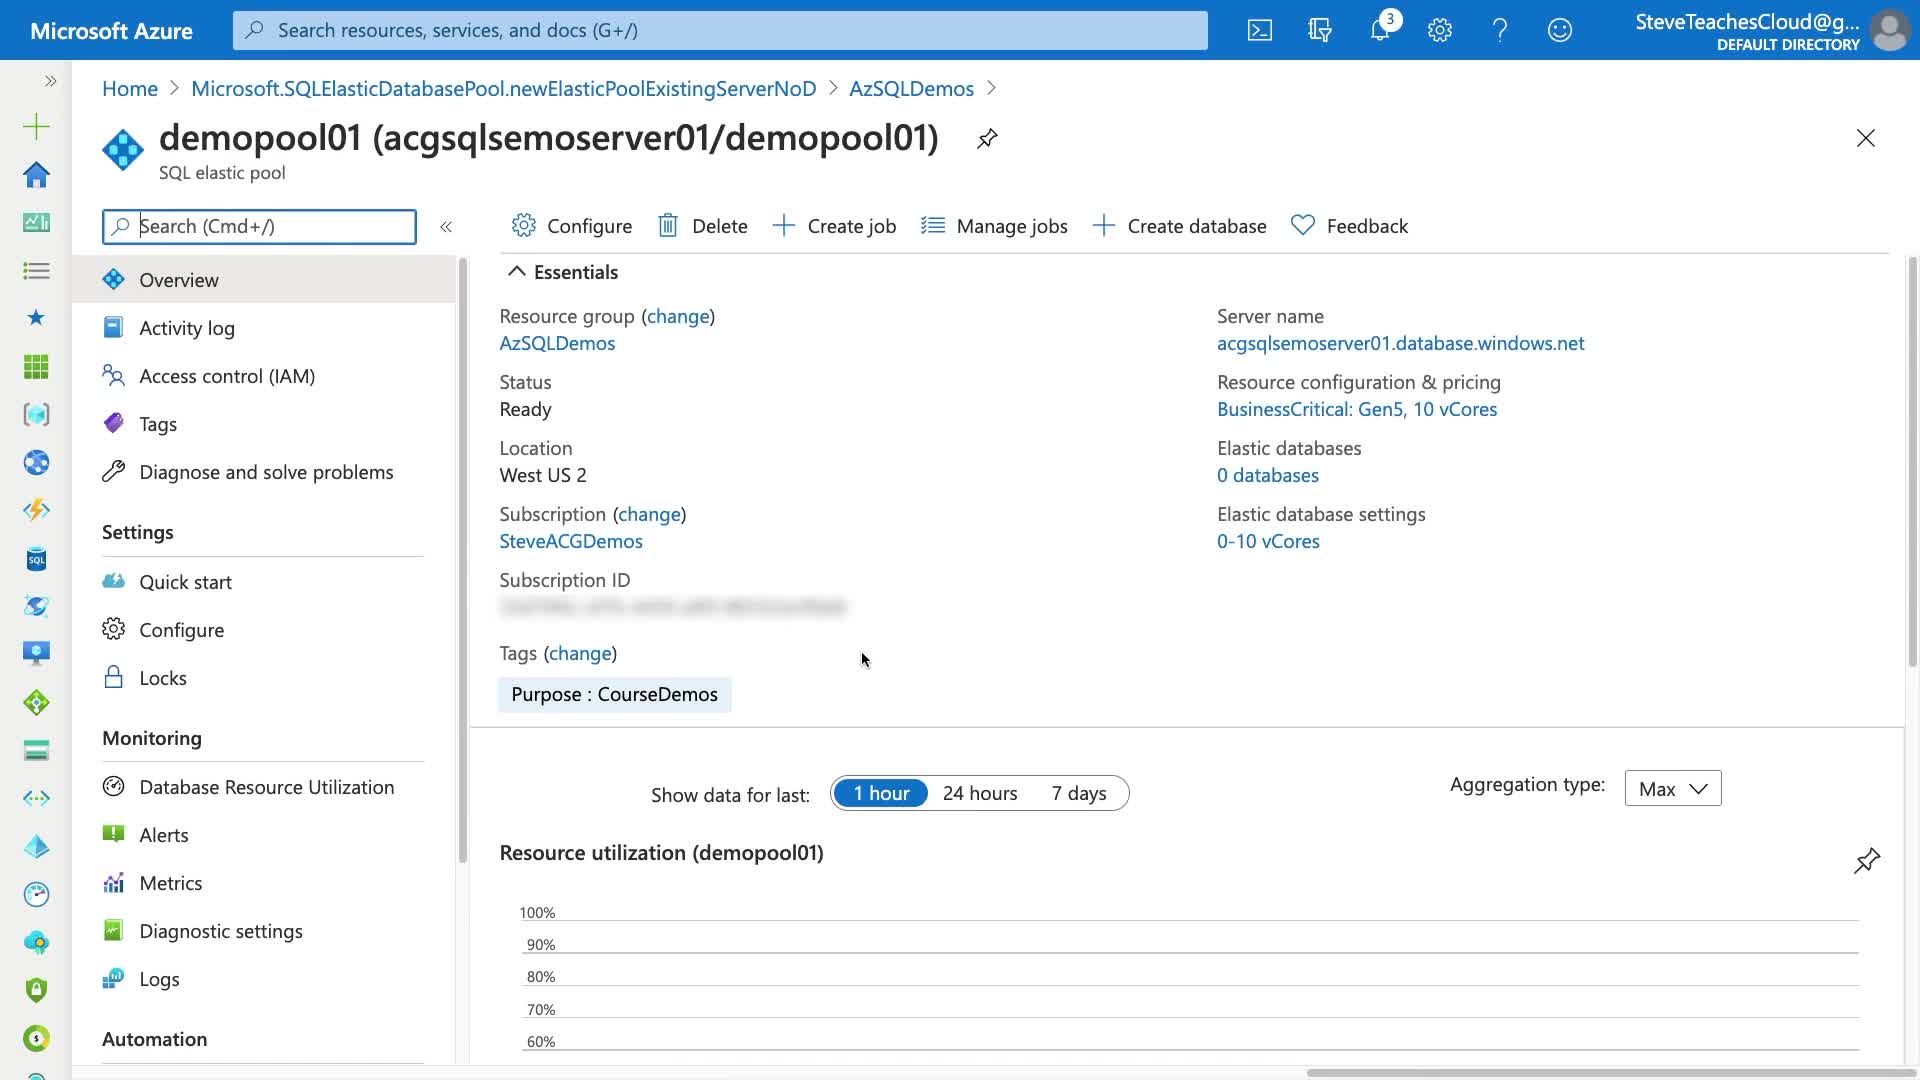 Microsoft Azure
Search resources, services, and docs (G+/)
3
SteveTeachesCloud@g...
DEFAULT DIRECTORY
Home > Microsoft.SQLElasticDatabasePool.newElasticPoolExistingServerNoD > AzSQLDemos >
demopool01 (acgsqlsemoserver01/demopool01)
SQL elastic pool
Search (Cmd+/)
Configure
Delete
Create job
Manage jobs
Create database
Feedback
Overview
Activity log
Access control (IAM)
Tags
Diagnose and solve problems
Settings
Quick start
Configure
Locks
Monitoring
Database Resource Utilization
Alerts
Metrics
Diagnostic settings
Logs
Automation
SQL
Essentials
Resource group (change)
AzSQLDemos
Status
Ready
Location
West US 2
Subscription (change)
SteveACGDemos
Subscription ID
Tags (change)
Purpose : CourseDemos
Server name
acgsqlsemoserver01.database.windows.net
Resource configuration & pricing
BusinessCritical: Gen5, 10 vCores
Elastic databases
0 databases
Elastic database settings
0-10 vCores
Show data for last:
1 hour
24 hours
7 days
Aggregation type:
Max
Resource utilization (demopool01)
100%
90%
80%
70%
60%